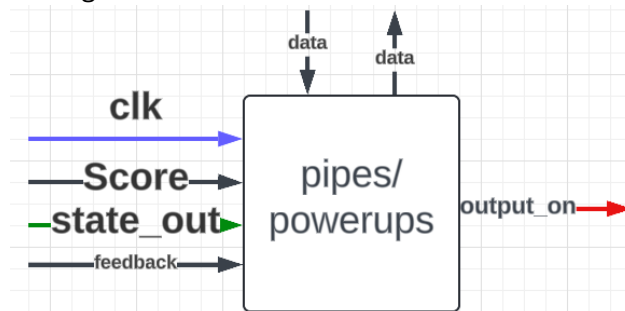 data
data
clk
Score
state_out
feedback
pipes/
powerups
output_on